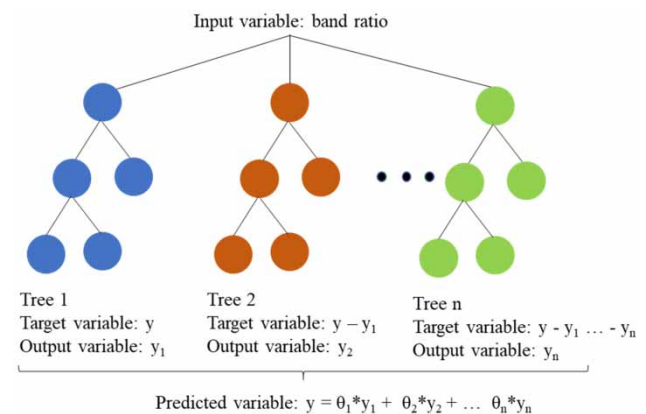 Input variable: band ratio
Tree 1
Target variable: y
Output variable: y₁
Tree 2
Target variable: y – y₁
Output variable: y₂
Tree n
Target variable: y - y₁ … - yₙ
Output variable: yₙ
Predicted variable: y = θ₁*y₁ + θ₂*y₂ + … θₙ*yₙ